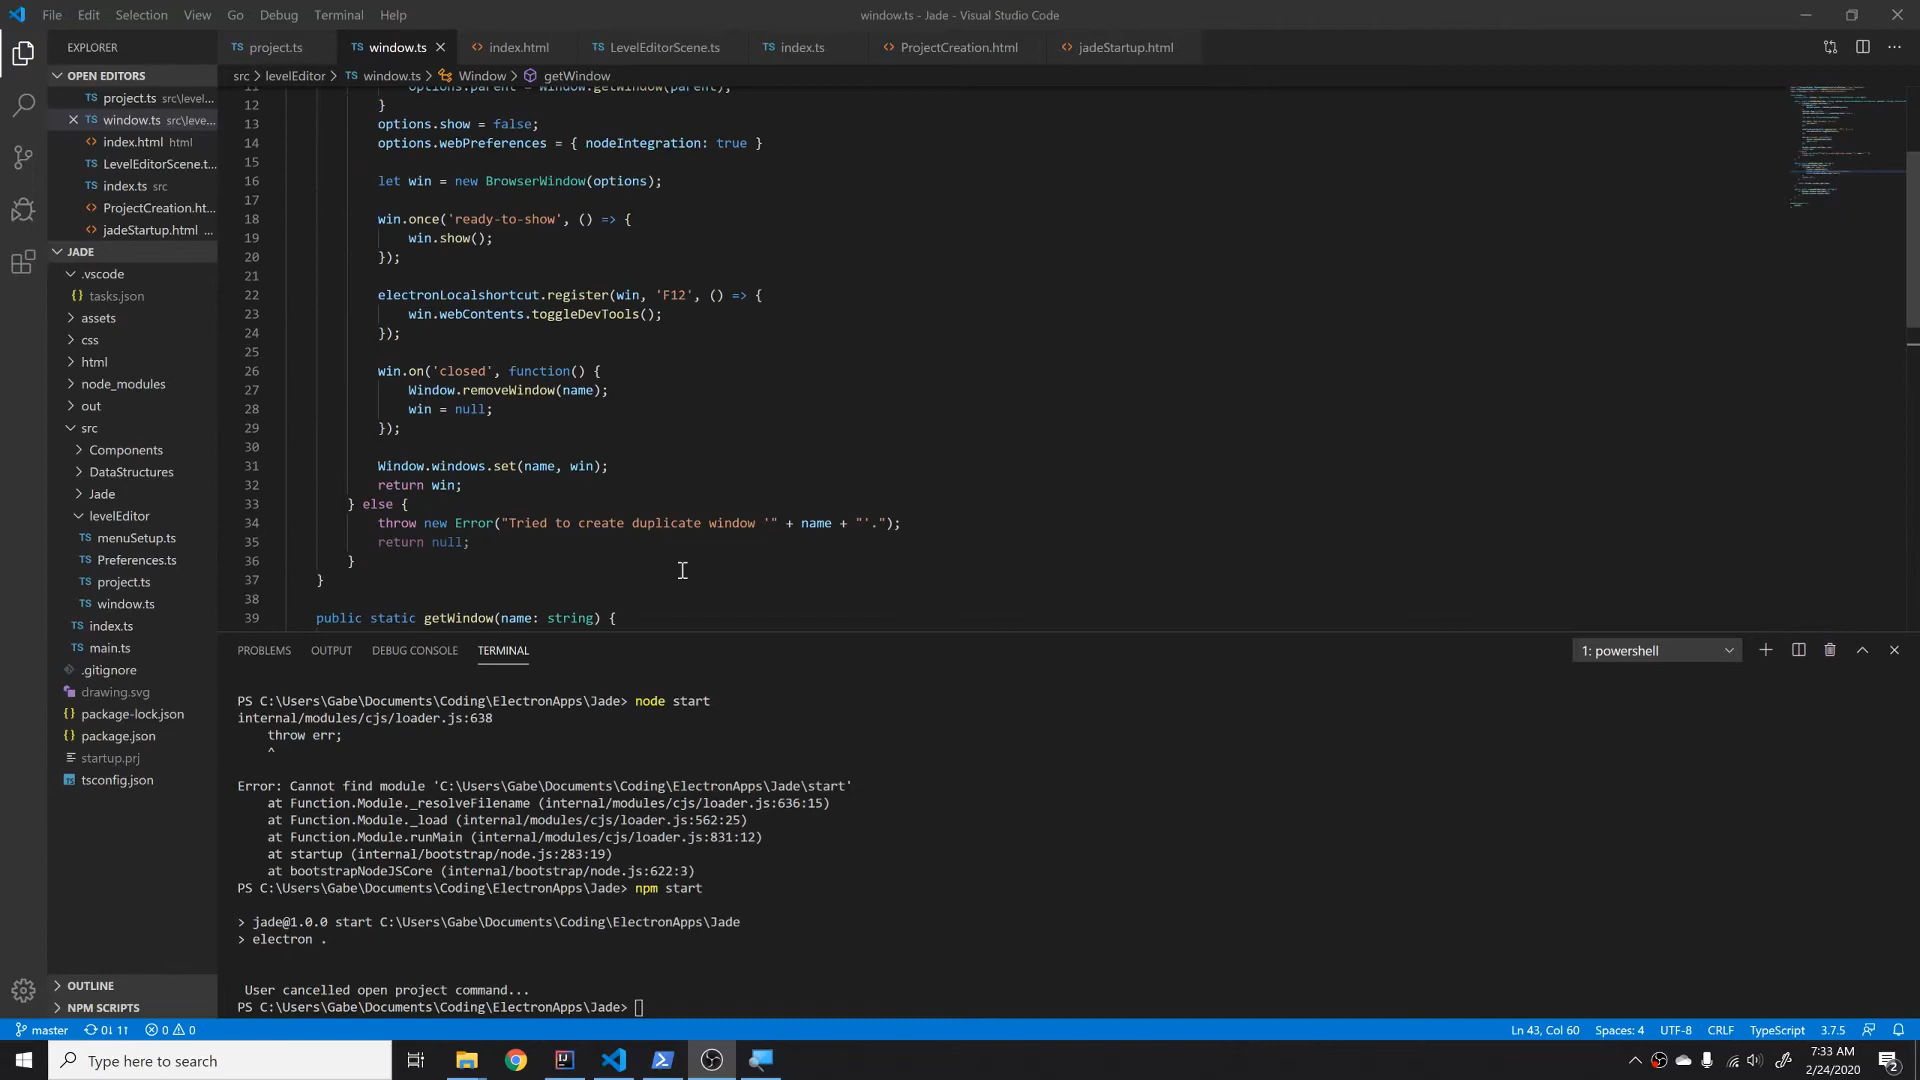 File Edit Selection View Go Debug Terminal Help
window.ts - Jade - Visual Studio Code
EXPLORER
OPEN EDITORS
TS project.ts src\level...
TS window.ts src\leve...
<> index.html html
TS LevelEditorScene.t...
TS index.ts src
<> ProjectCreation.ht...
<> jadeStartup.html ...
JADE
.vscode
{} tasks.json
assets
css
html
node_modules
out
src
Components
DataStructures
Jade
levelEditor
TS menuSetup.ts
TS Preferences.ts
TS project.ts
TS window.ts
TS index.ts
TS main.ts
.gitignore
drawing.svg
{} package-lock.json
{} package.json
startup.prj
tsconfig.json
OUTLINE
NPM SCRIPTS
TS project.ts TS window.ts <> index.html TS LevelEditorScene.ts TS index.ts <> ProjectCreation.html <> jadeStartup.html
src > levelEditor > TS window.ts > Window > getWindow
11 options.parent = Window.getWindow(parent);
12 }
13 options.show = false;
14 options.webPreferences = { nodeIntegration: true }
15
16 let win = new BrowserWindow(options);
17
18 win.once('ready-to-show', () => {
19 win.show();
20 });
21
22 electronLocalshortcut.register(win, 'F12', () => {
23 win.webContents.toggleDevTools();
24 });
25
26 win.on('closed', function() {
27 Window.removeWindow(name);
28 win = null;
29 });
30
31 Window.windows.set(name, win);
32 return win;
33 } else {
34 throw new Error("Tried to create duplicate window '" + name + "'.");
35 return null;
36 }
37 }
38
39 public static getWindow(name: string) {
PROBLEMS OUTPUT DEBUG CONSOLE TERMINAL
1: powershell
PS C:\Users\Gabe\Documents\Coding\ElectronApps\Jade> node start
internal/modules/cjs/loader.js:638
throw err;
^
Error: Cannot find module 'C:\Users\Gabe\Documents\Coding\ElectronApps\Jade\start'
at Function.Module._resolveFilename (internal/modules/cjs/loader.js:636:15)
at Function.Module._load (internal/modules/cjs/loader.js:562:25)
at Function.Module.runMain (internal/modules/cjs/loader.js:831:12)
at startup (internal/bootstrap/node.js:283:19)
at bootstrapNodeJSCore (internal/bootstrap/node.js:622:3)
PS C:\Users\Gabe\Documents\Coding\ElectronApps\Jade> npm start
> jade@1.0.0 start C:\Users\Gabe\Documents\Coding\ElectronApps\Jade
> electron .
User cancelled open project command...
PS C:\Users\Gabe\Documents\Coding\ElectronApps\Jade>
master 0↓ 1↑ 0 0
Ln 43, Col 60 Spaces: 4 UTF-8 CRLF TypeScript 3.7.5
Type here to search
7:33 AM
2/24/2020
2